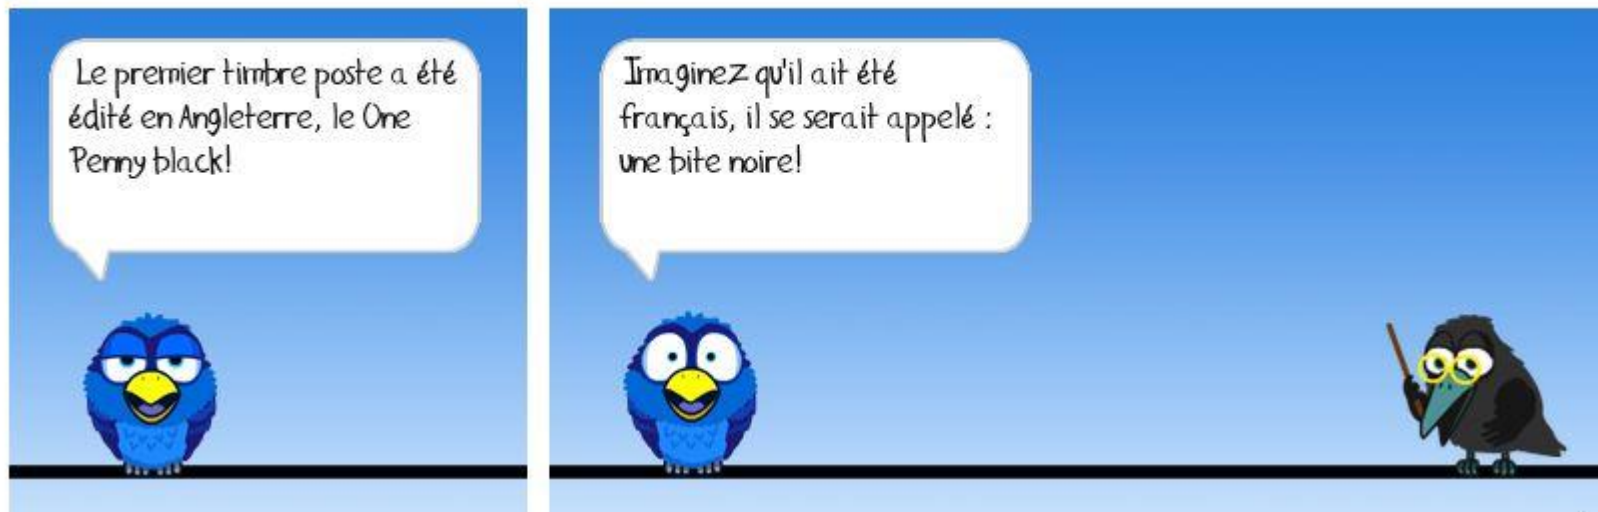 Le premier timbre poste a été
édité en Angleterre, le One
Penny black!
Imaginez qu'il ait été
français, il se serait appelé :
une bite noire!